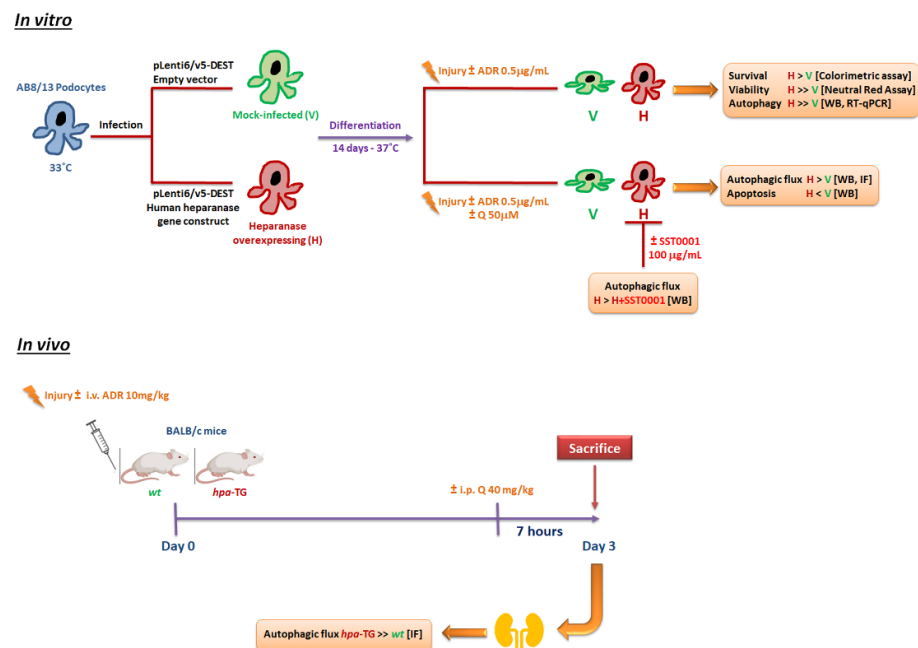 In vitro
AB8/13 Podocytes
33˚C
Infection
pLenti6/v5-DEST
Empty vector
Mock-infected (V)
pLenti6/v5-DEST
Human heparanase
gene construct
Heparanase
overexpressing (H)
Differentiation
14 days - 37˚C
Injury ± ADR 0.5µg/mL
V H
Survival H > V [Colorimetric assay]
Viability H >> V [Neutral Red Assay]
Autophagy H >> V [WB, RT-qPCR]
Injury ± ADR 0.5µg/mL
± Q 50µM
V H
Autophagic flux H > V [WB, IF]
Apoptosis H < V [WB]
± SST0001
100 µg/mL
Autophagic flux
H > H+SST0001 [WB]
In vivo
Injury ± i.v. ADR 10mg/kg
BALB/c mice
wt hpa-TG
± i.p. Q 40 mg/kg
Sacrifice
7 hours
Day 0 Day 3
Autophagic flux hpa-TG >> wt [IF]